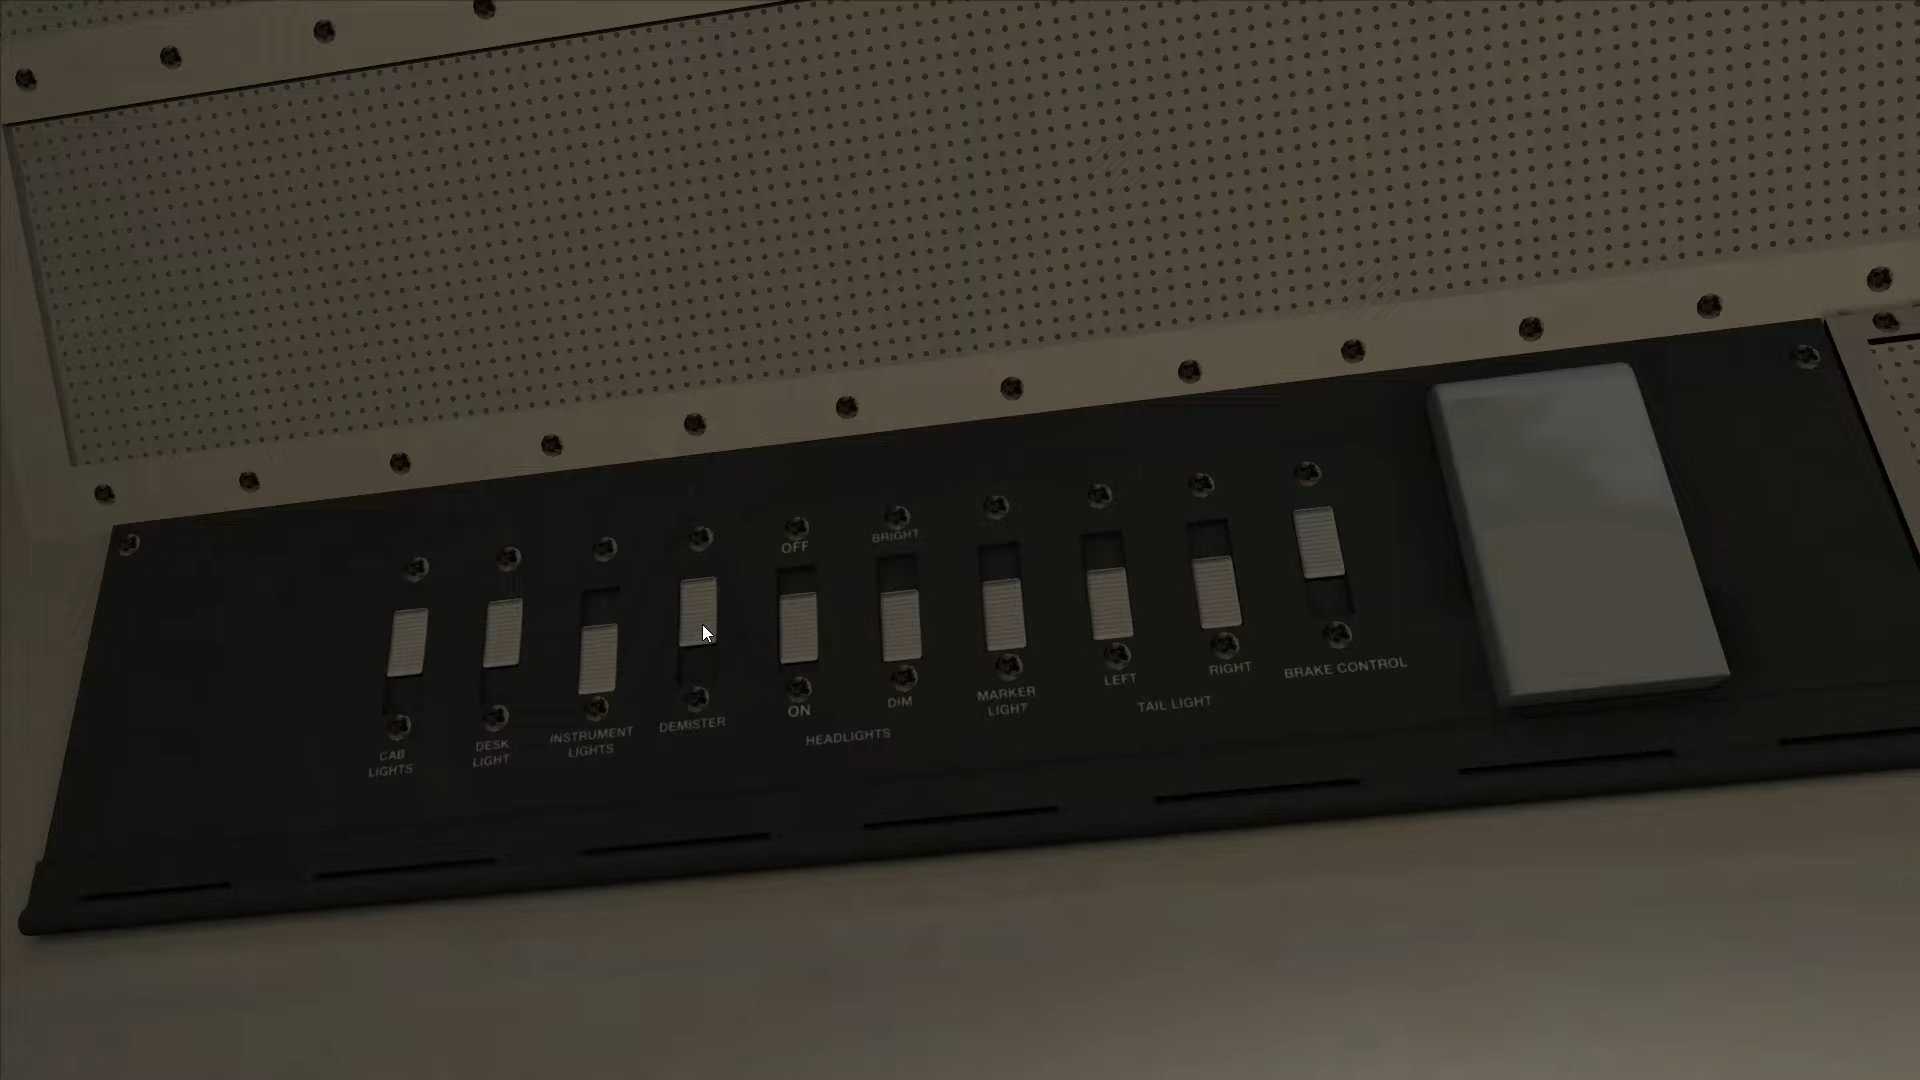 OFF
BRIGHT
CAB
LIGHTS
DESK
LIGHT
INSTRUMENT
LIGHTS
DEMISTER
ON
DIM
HEADLIGHTS
MARKER
LIGHT
LEFT
RIGHT
TAIL LIGHT
BRAKE CONTROL